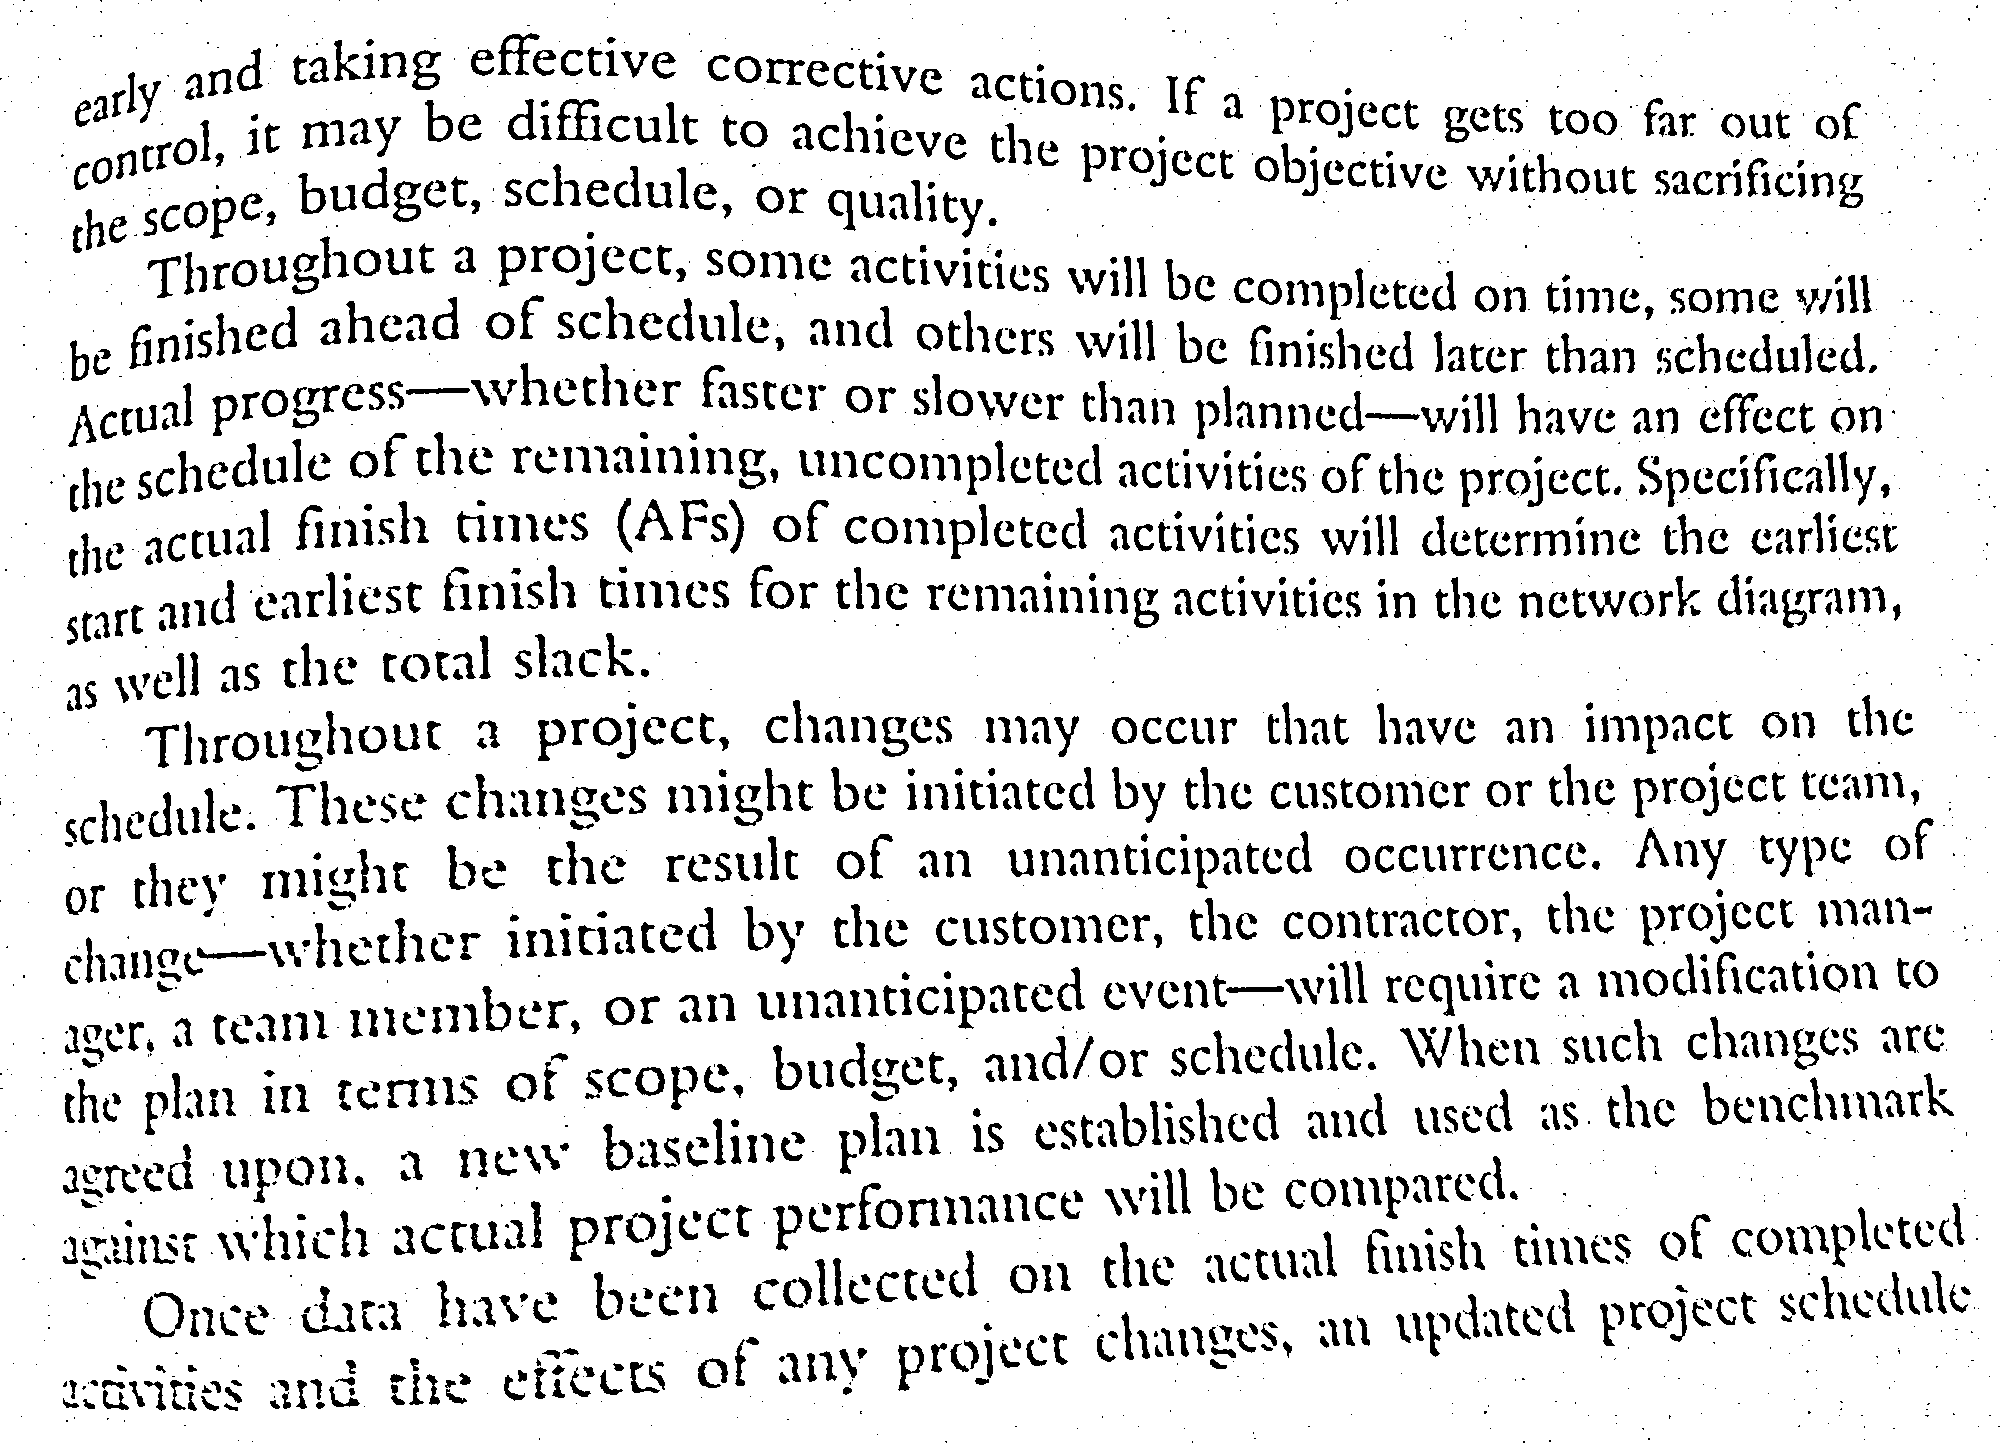 early and taking effective corrective actions. If a project gets too far out of
control, it may be difficult to achieve the project objective without sacrificing
the scope, budget, schedule, or quality.
Throughout a project, some activities will be completed on time, some will
be finished ahead of schedule, and others will be finished later than scheduled.
Actual progress—whether faster or slower than planned—will have an effect on
the schedule of the remaining, uncompleted activities of the project. Specifically,
the actual finish times (AFs) of completed activities will determine the earliest
start and earliest finish times for the remaining activities in the network diagram,
as well as the total slack.
Throughout a project, changes may occur that have an impact on the
schedule. These changes might be initiated by the customer or the project team,
or they might be the result of an unanticipated occurrence. Any type of
change—whether initiated by the customer, the contractor, the project man-
ager, a team member, or an unanticipated event—will require a modification to
the plan in terms of scope, budget, and/or schedule. When such changes are
agreed upon, a new baseline plan is established and used as the benchmark
against which actual project performance will be compared.
Once data have been collected on the actual finish times of completed
activities and the effects of any project changes, an updated project schedule